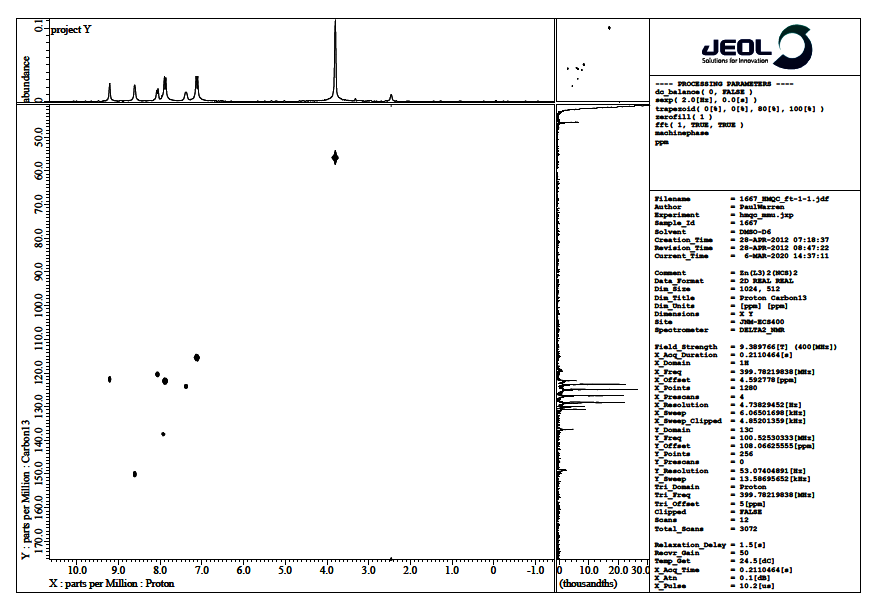 project Y
0.1
0
abundance
JEOL
Solutions for Innovation
---- PROCESSING PARAMETERS ----
dc_balance( 0, FALSE )
sexp( 2.0[Hz], 0.0[s] )
trapezoid( 0[%], 0[%], 80[%], 100[%] )
zerofill( 1 )
fft( 1, TRUE, TRUE )
machinephase
ppm
Filename = 1667_HMQC_ft-1-1.jdf
Author = PaulWarren
Experiment = hmqc_mmu.jxp
Sample_Id = 1667
Solvent = DMSO-D6
Creation_Time = 28-APR-2012 07:18:37
Revision_Time = 28-APR-2012 08:47:22
Current_Time = 6-MAR-2020 14:37:11
Comment = Zn(L3)2(NCS)2
Data_Format = 2D REAL REAL
Dim_Size = 1024, 512
Dim_Title = Proton Carbon13
Dim_Units = [ppm] [ppm]
Dimensions = X Y
Site = JNM-ECS400
Spectrometer = DELTA2_NMR
Field_Strength = 9.389766[T] (400[MHz])
X_Acq_Duration = 0.2110464[s]
X_Domain = 1H
X_Freq = 399.78219838[MHz]
X_Offset = 4.592778[ppm]
X_Points = 1280
X_Prescans = 4
X_Resolution = 4.73829452[Hz]
X_Sweep = 6.06501698[kHz]
X_Sweep_Clipped = 4.85201359[kHz]
Y_Domain = 13C
Y_Freq = 100.52530333[MHz]
Y_Offset = 108.06625555[ppm]
Y_Points = 256
Y_Prescans = 0
Y_Resolution = 53.07404891[Hz]
Y_Sweep = 13.58695652[kHz]
Tri_Domain = Proton
Tri_Freq = 399.78219838[MHz]
Tri_Offset = 5[ppm]
Clipped = FALSE
Scans = 12
Total_Scans = 3072
Relaxation_Delay = 1.5[s]
Recvr_Gain = 50
Temp_Get = 24.5[dC]
X_Acq_Time = 0.2110464[s]
X_Atn = 0.1[dB]
X_Pulse = 10.2[us]
50.0
60.0
70.0
80.0
90.0
100.0
110.0
120.0
130.0
140.0
150.0
160.0
170.0
Y : parts per Million : Carbon13
10.0 9.0 8.0 7.0 6.0 5.0 4.0 3.0 2.0 1.0 0 -1.0
X : parts per Million : Proton
0 10.0 20.0 30.0
(thousandths)